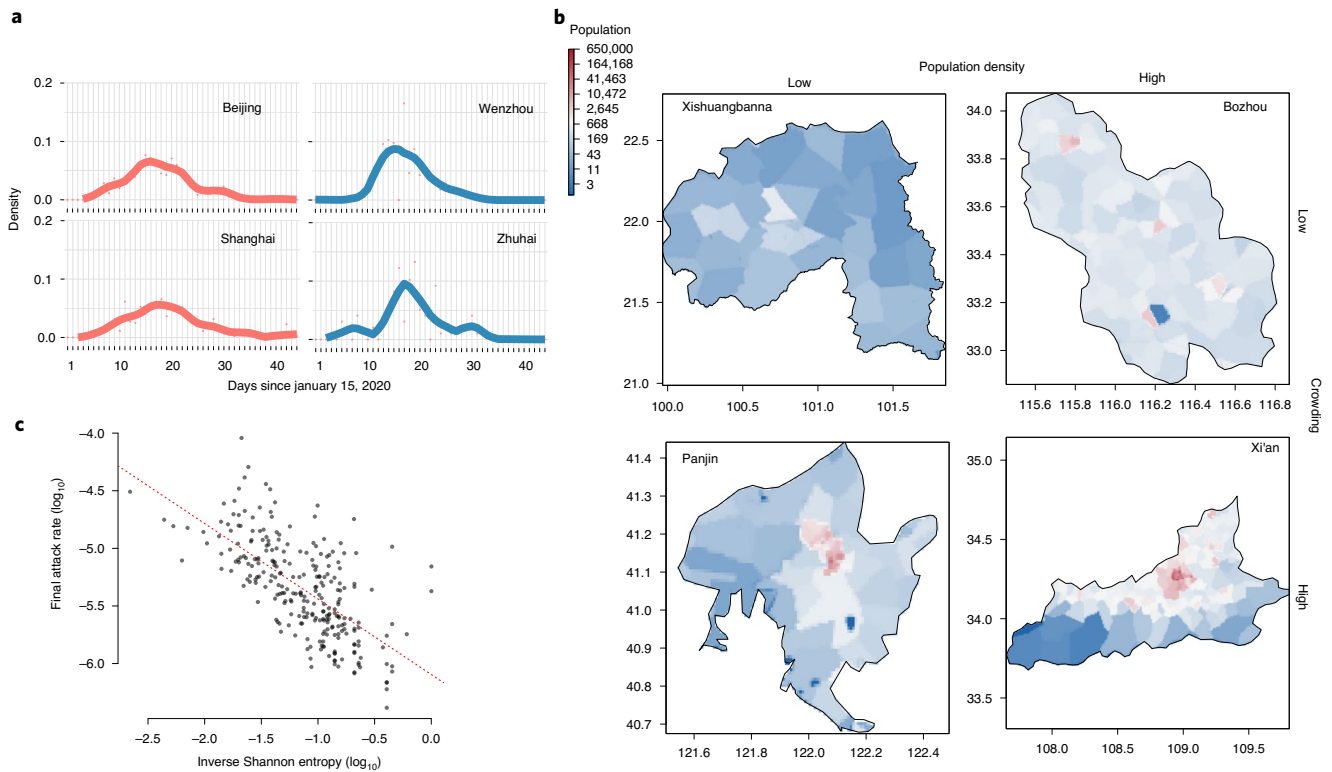 a
0.2
0.1
0.0
Beijing
Wenzhou
Density
0.2
0.1
0.0
Shanghai
Zhuhai
1 10 20 30 40 1 10 20 30 40
Days since january 15, 2020
b
Population
650,000
164,168
41,463
10,472
2,645
668
169
43
11
3
Population density
Low
High
Xishuangbanna
22.5
22.0
21.5
21.0
100.0 100.5 101.0 101.5
Bozhou
34.0
33.8
33.6
33.4
33.2
33.0
115.6 115.8 116.0 116.2 116.4 116.6 116.8
Low
Crowding
High
Panjin
41.4
41.3
41.2
41.1
41.0
40.9
40.8
40.7
121.6 121.8 122.0 122.2 122.4
Xi'an
35.0
34.5
34.0
33.5
108.0 108.5 109.0 109.5
c
−4.0
−4.5
−5.0
−5.5
−6.0
Final attack rate (log10)
−2.5 −2.0 −1.5 −1.0 −0.5 0.0
Inverse Shannon entropy (log10)